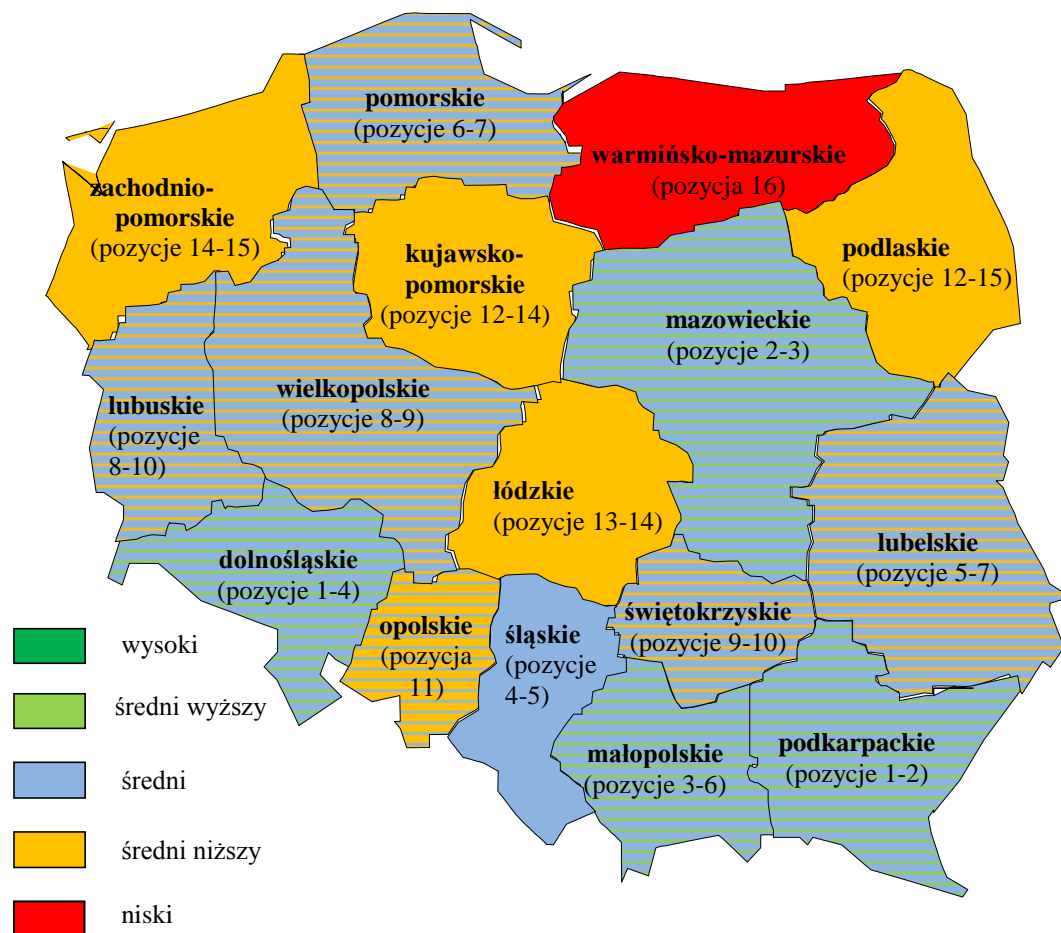 pomorskie
(pozycje 6-7)
warmińsko-mazurskie
(pozycja 16)
zachodnio-
pomorskie
(pozycje 14-15)
kujawsko-
pomorskie
(pozycje 12-14)
podlaskie
(pozycje 12-15)
mazowieckie
(pozycje 2-3)
lubuskie
(pozycje
8-10)
wielkopolskie
(pozycje 8-9)
łódzkie
(pozycje 13-14)
lubelskie
(pozycje 5-7)
dolnośląskie
(pozycje 1-4)
opolskie
(pozycja
11)
śląskie
(pozycje
4-5)
świętokrzyskie
(pozycje 9-10)
małopolskie
(pozycje 3-6)
podkarpackie
(pozycje 1-2)
wysoki
średni wyższy
średni
średni niższy
niski